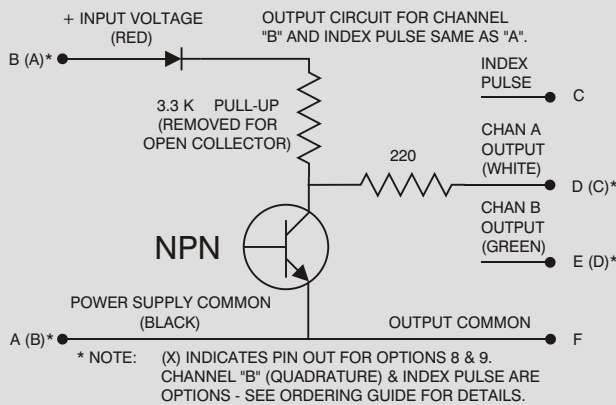 + INPUT VOLTAGE
(RED)
OUTPUT CIRCUIT FOR CHANNEL
"B" AND INDEX PULSE SAME AS "A".
B (A)*
INDEX
PULSE
C
3.3 K PULL-UP
(REMOVED FOR
OPEN COLLECTOR)
220
CHAN A
OUTPUT
(WHITE)
D (C)*
CHAN B
OUTPUT
(GREEN)
E (D)*
NPN
POWER SUPPLY COMMON
(BLACK)
OUTPUT COMMON
A (B)*
F
* NOTE: (X) INDICATES PIN OUT FOR OPTIONS 8 & 9.
CHANNEL "B" (QUADRATURE) & INDEX PULSE ARE
OPTIONS - SEE ORDERING GUIDE FOR DETAILS.